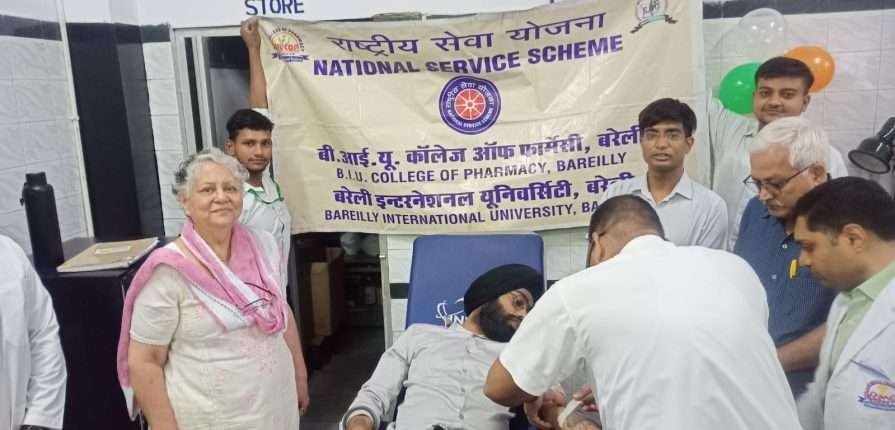 STORE
राष्ट्रीय सेवा योजना
NATIONAL SERVICE SCHEME
बी.आई.यू. कॉलेज ऑफ फार्मेसी, बरेली
B.I.U. COLLEGE OF PHARMACY, BAREILLY
बरेली इन्टरनेशनल यूनिवर्सिटी, बरे
BAREILLY INTERNATIONAL UNIVERSITY, BA